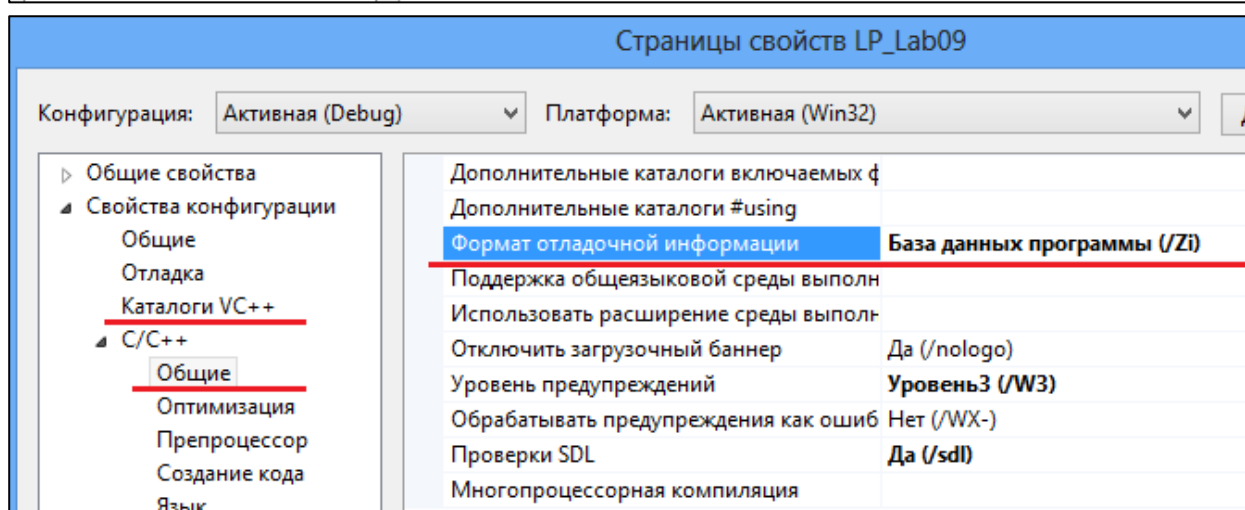 Страницы свойств LP_Lab09
Конфигурация: Активная (Debug) Платформа: Активная (Win32)
Общие свойства
Свойства конфигурации
Общие
Отладка
Каталоги VC++
C/C++
Общие
Оптимизация
Препроцессор
Создание кода
Язык
Дополнительные каталоги включаемых ф
Дополнительные каталоги #using
Формат отладочной информации База данных программы (/Zi)
Поддержка общеязыковой среды выполн
Использовать расширение среды выполн
Отключить загрузочный баннер Да (/nologo)
Уровень предупреждений Уровень3 (/W3)
Обрабатывать предупреждения как ошиб Нет (/WX-)
Проверки SDL Да (/sdl)
Многопроцессорная компиляция